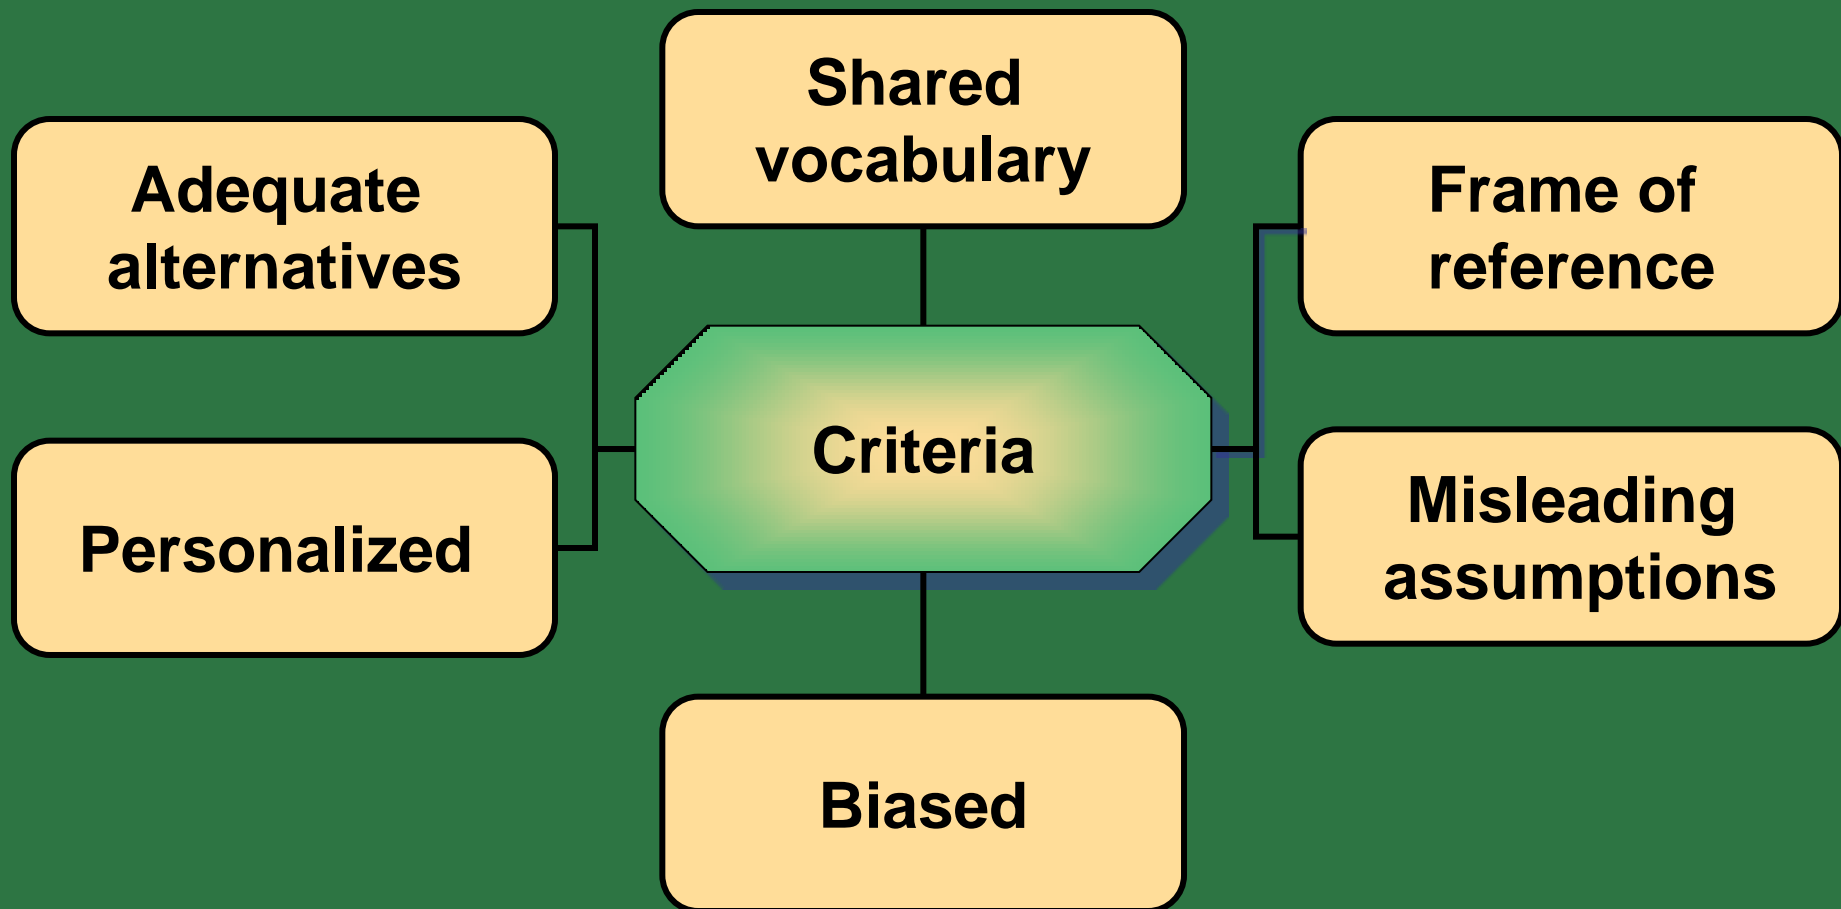 Shared
vocabulary
Adequate
alternatives
Frame of
reference
Criteria
Personalized
Misleading
assumptions
Biased